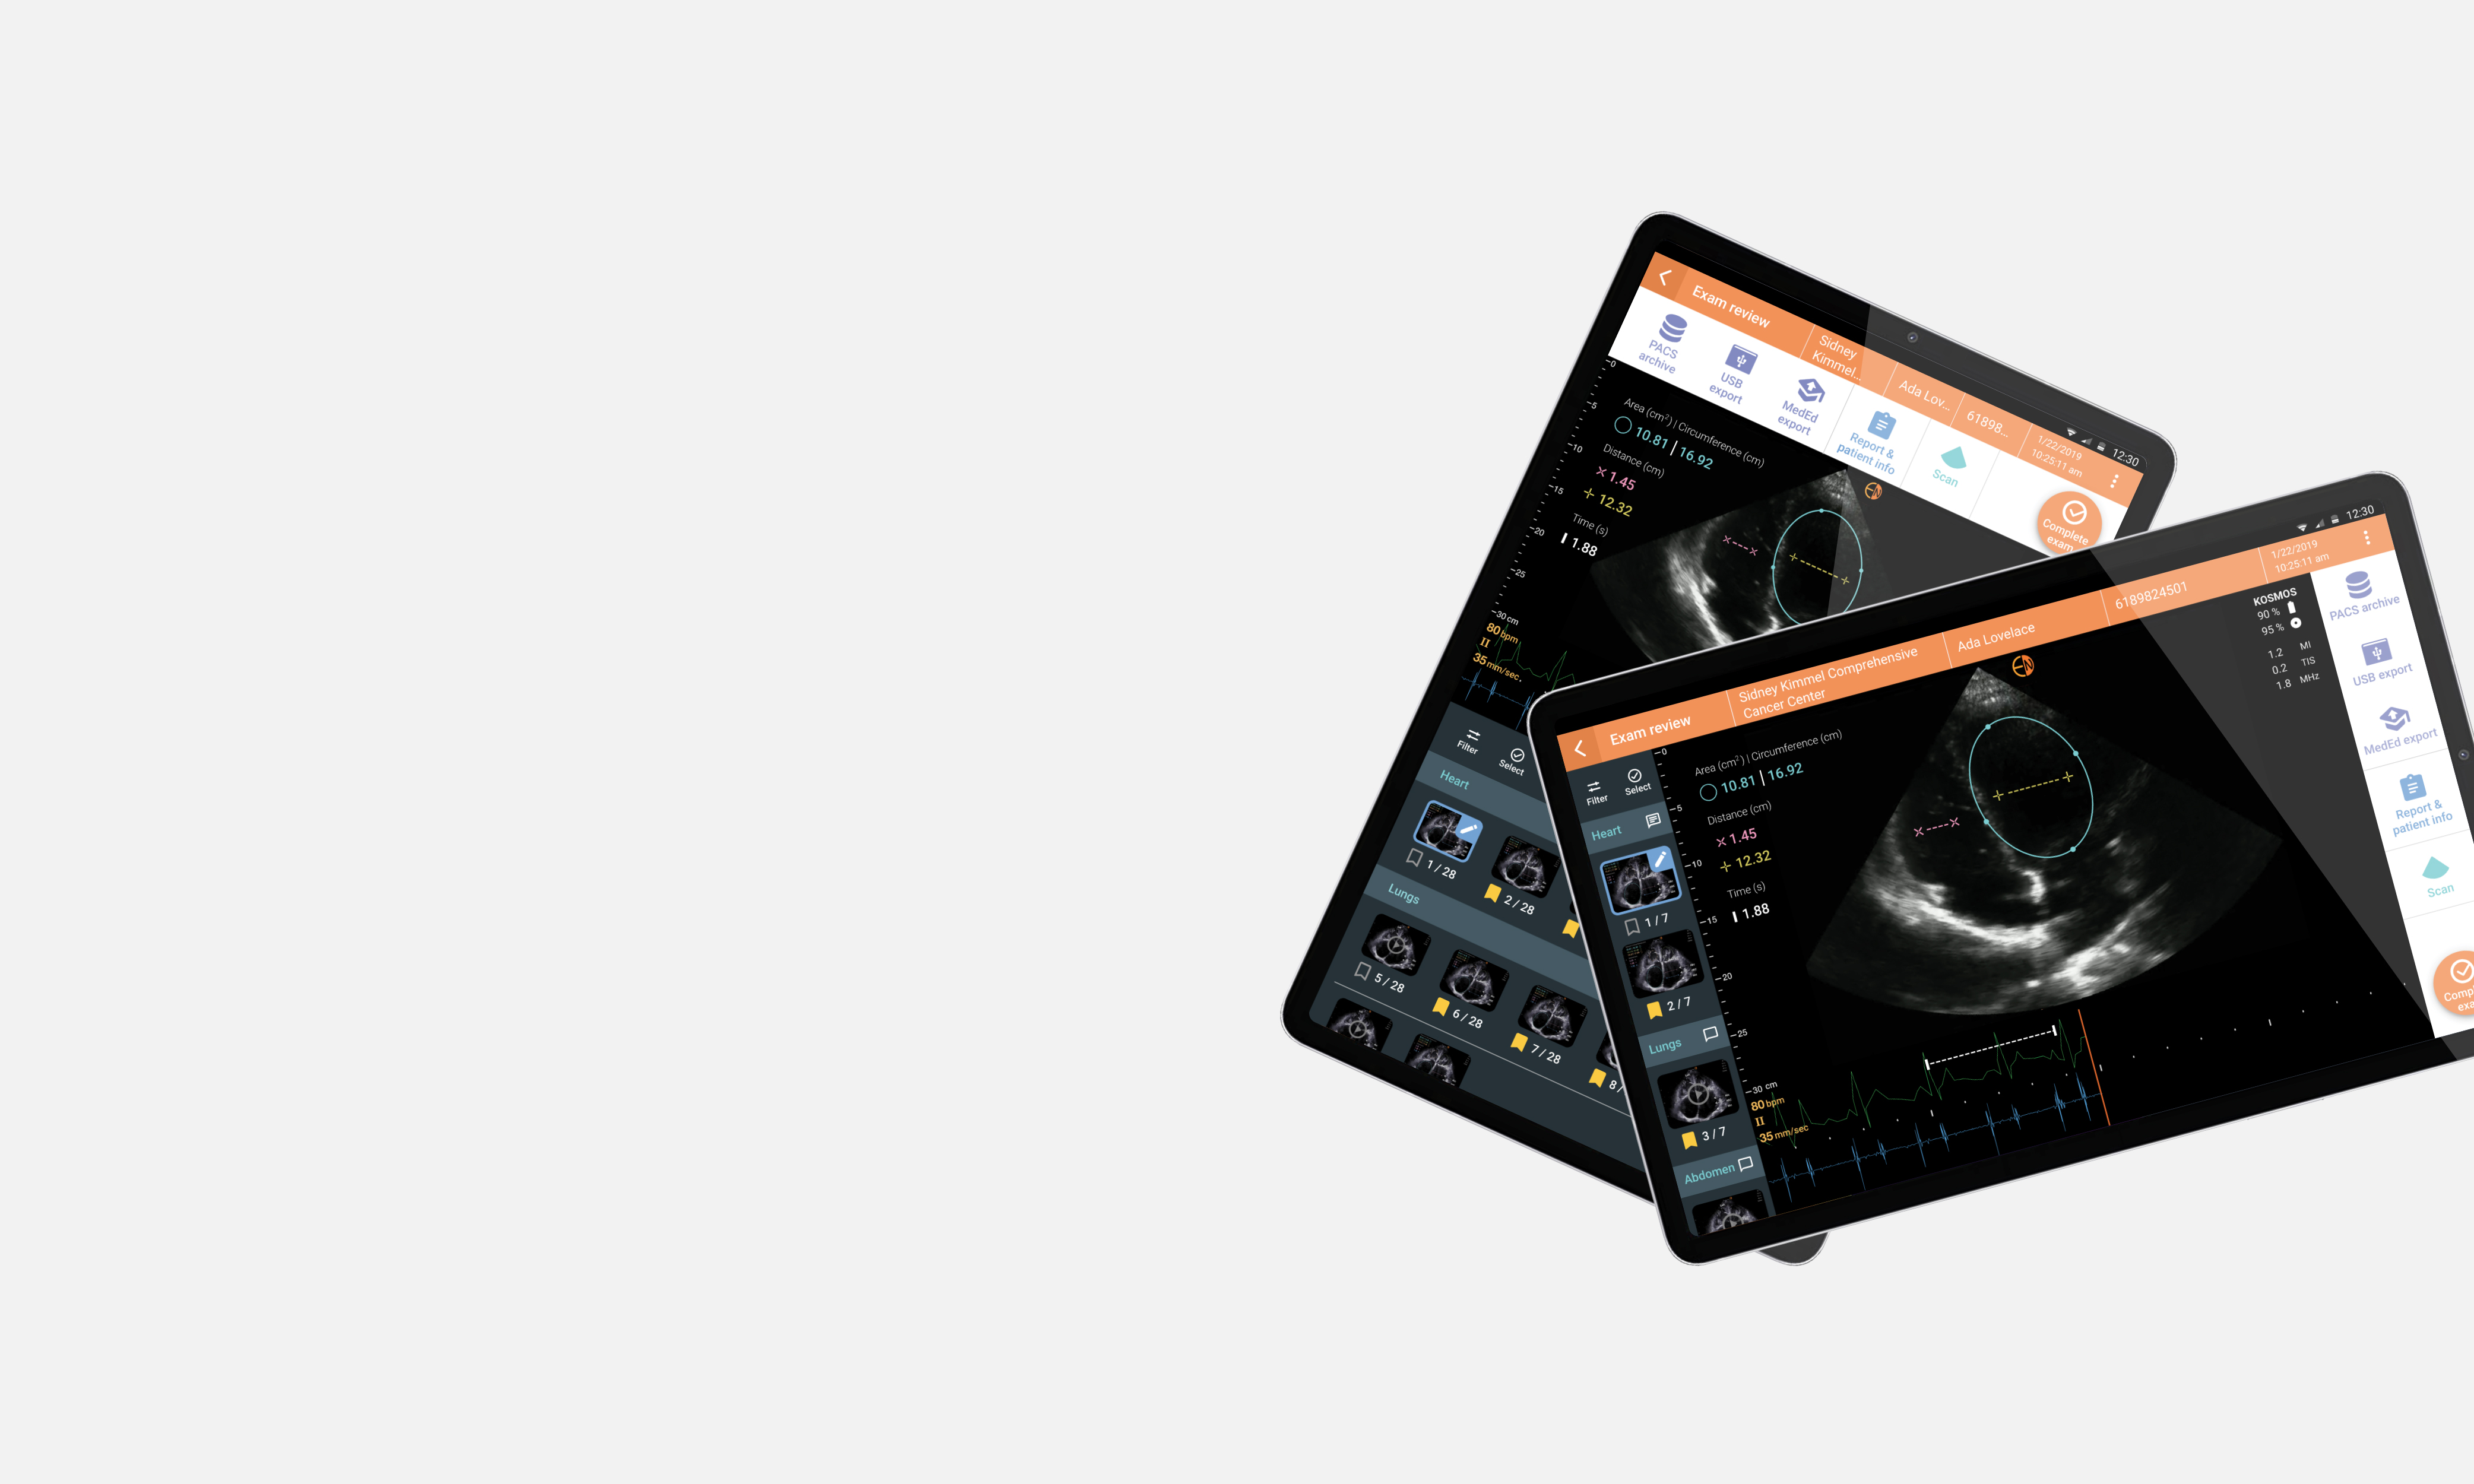 12:30
Exam review
Sidney
Kimmel...
Ada Lov...
61898...
1/22/2019
10:25:11 am
PACS
archive
USB
export
MedEd
export
Report &
patient info
Scan
Complete
exam
0
5
10
15
20
25
30 cm
Area (cm²) | Circumference (cm)
10.81 | 16.92
Distance (cm)
1.45
12.32
Time (s)
1.88
80 bpm
II
35 mm/sec.
Filter
Select
Heart
1 / 28
2 / 28
Lungs
5 / 28
6 / 28
7 / 28
8 /
12:30
Exam review
Sidney Kimmel Comprehensive
Cancer Center
Ada Lovelace
6189824501
1/22/2019
10:25:11 am
Filter
Select
Heart
1 / 7
2 / 7
Lungs
3 / 7
Abdomen
0
5
10
15
20
25
30 cm
Area (cm²) | Circumference (cm)
10.81 | 16.92
Distance (cm)
1.45
12.32
Time (s)
1.88
80 bpm
II
35 mm/sec
KOSMOS
90 %
95 %
1.2 MI
0.2 TIS
1.8 MHz
PACS archive
USB export
MedEd export
Report &
patient info
Scan
Comp
exa